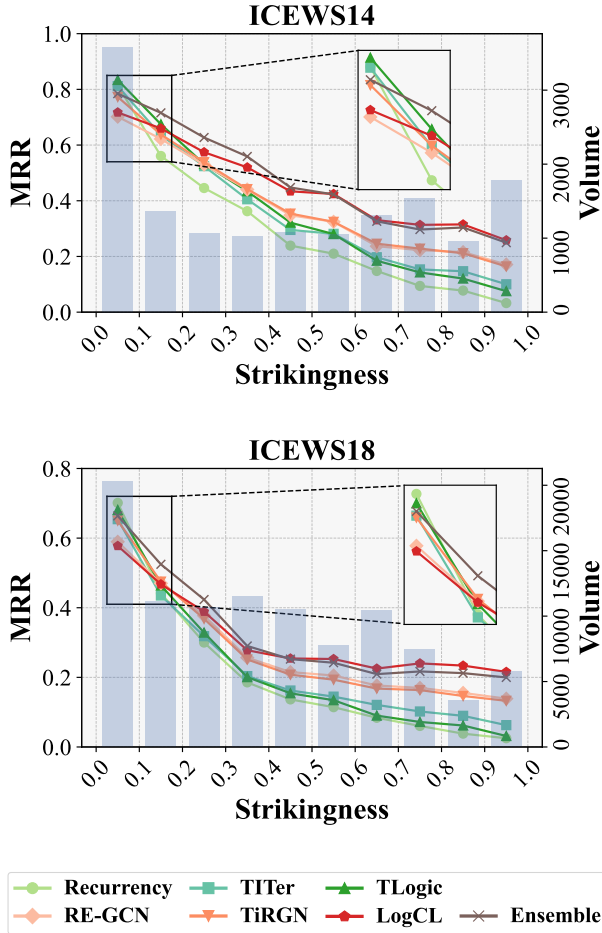 ICEWS14
MRR
1.0
0.8
0.6
0.4
0.2
0.0
Volume
3000
2000
1000
0
0.0 0.1 0.2 0.3 0.4 0.5 0.6 0.7 0.8 0.9 1.0
Strikingness
ICEWS18
MRR
0.8
0.6
0.4
0.2
0.0
Volume
20000
15000
10000
5000
0
0.0 0.1 0.2 0.3 0.4 0.5 0.6 0.7 0.8 0.9 1.0
Strikingness
Recurrency TITer TLogic
RE-GCN TiRGN LogCL Ensemble